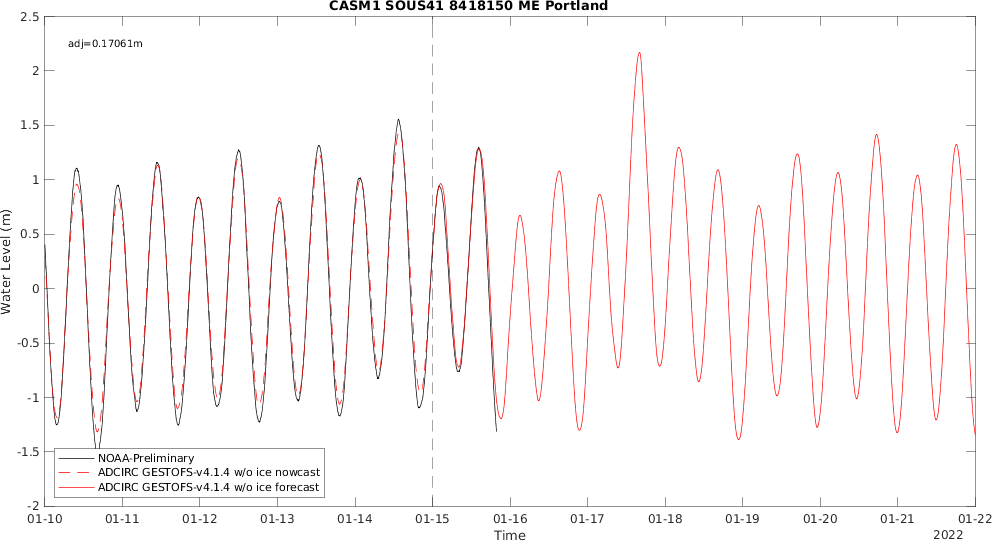 CASM1 SOUS41 8418150 ME Portland
adj=0.17061m
Water Level (m)
2.5
2
1.5
1
0.5
0
-0.5
-1
-1.5
-2
NOAA-Preliminary
ADCIRC GESTOFS-v4.1.4 w/o ice nowcast
ADCIRC GESTOFS-v4.1.4 w/o ice forecast
01-10 01-11 01-12 01-13 01-14 01-15 01-16 01-17 01-18 01-19 01-20 01-21 01-22
Time
2022